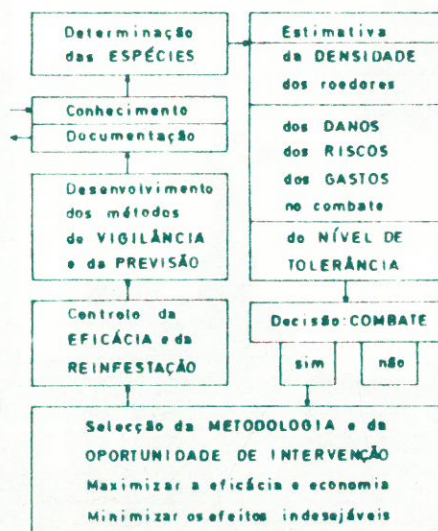 Determinação
das ESPÉCIES
Conhecimento
Documentação
Desenvolvimento
dos métodos
de VIGILÂNCIA
e da PREVISÃO
Controlo da
EFICÁCIA e da
REINFESTAÇÃO
Estimativa
da DENSIDADE
dos roedores
dos DANOS
dos RISCOS
dos GASTOS
no combate
do NÍVEL DE
TOLERÂNCIA
Decisão:COMBATE
sim não
Selecção da METODOLOGIA e da
OPORTUNIDADE DE INTERVENÇÃO
Maximizar a eficácia e economia
Minimizar os efeitos indesejáveis